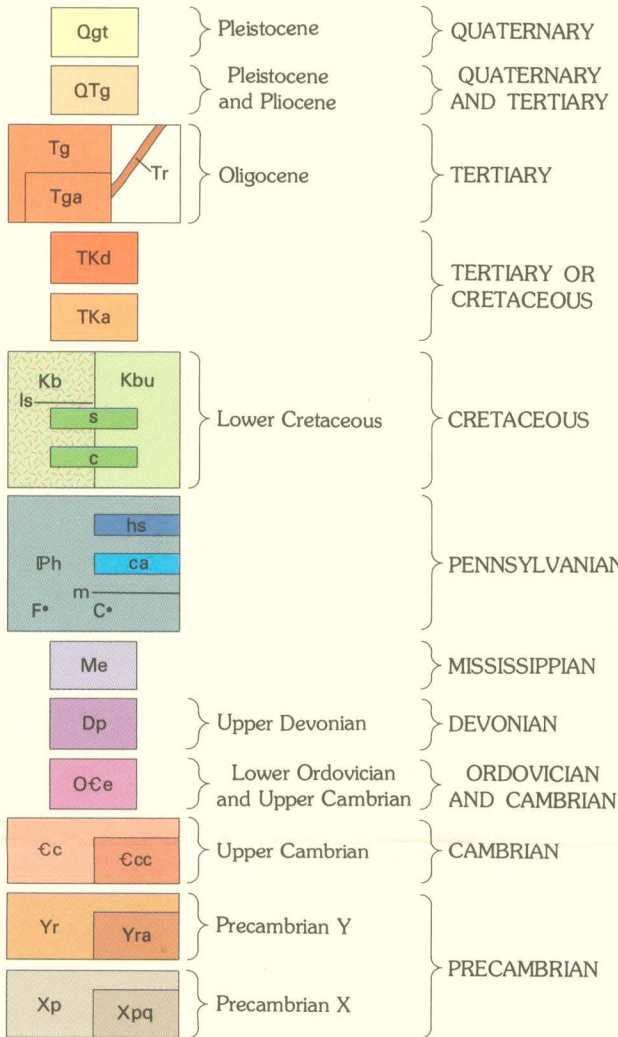 Qgt
Pleistocene
QUATERNARY
QTg
Pleistocene
and Pliocene
QUATERNARY
AND TERTIARY
Tg
Tga
Tr
Oligocene
TERTIARY
TKd
TKa
TERTIARY OR
CRETACEOUS
Kb
Kbu
ls
s
c
Lower Cretaceous
CRETACEOUS
hs
ℙh
ca
m
F•
C•
PENNSYLVANIAN
Me
MISSISSIPPIAN
Dp
Upper Devonian
DEVONIAN
O€e
Lower Ordovician
and Upper Cambrian
ORDOVICIAN
AND CAMBRIAN
€c
€cc
Upper Cambrian
CAMBRIAN
Yr
Yra
Precambrian Y
Xp
Xpq
Precambrian X
PRECAMBRIAN